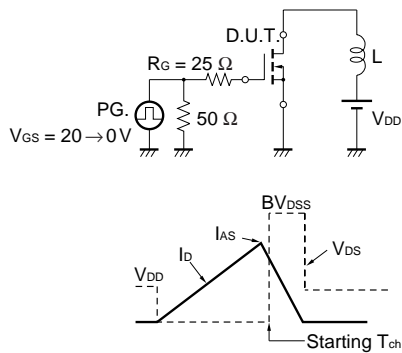 D.U.T.
RG = 25 Ω
L
PG.
50 Ω
VDD
VGS = 20 → 0 V
BVDSS
IAS
VDD
ID
VDS
Starting Tch